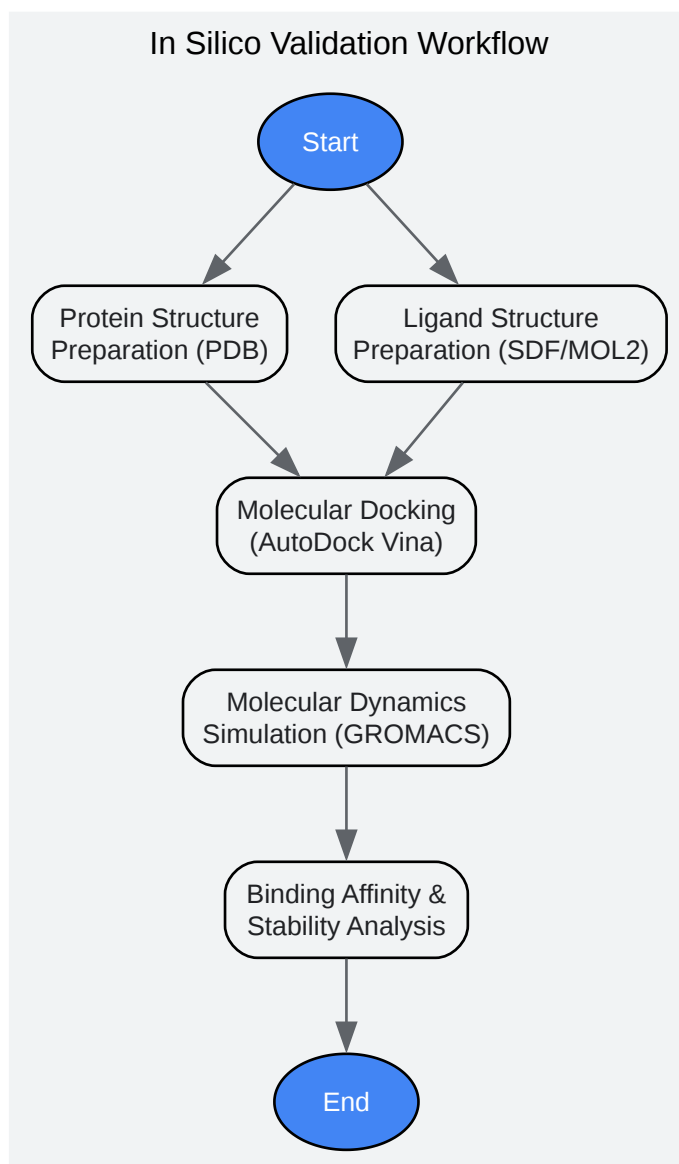 In Silico Validation Workflow
Start
Protein Structure
Preparation (PDB)
Ligand Structure
Preparation (SDF/MOL2)
Molecular Docking
(AutoDock Vina)
Molecular Dynamics
Simulation (GROMACS)
Binding Affinity &
Stability Analysis
End